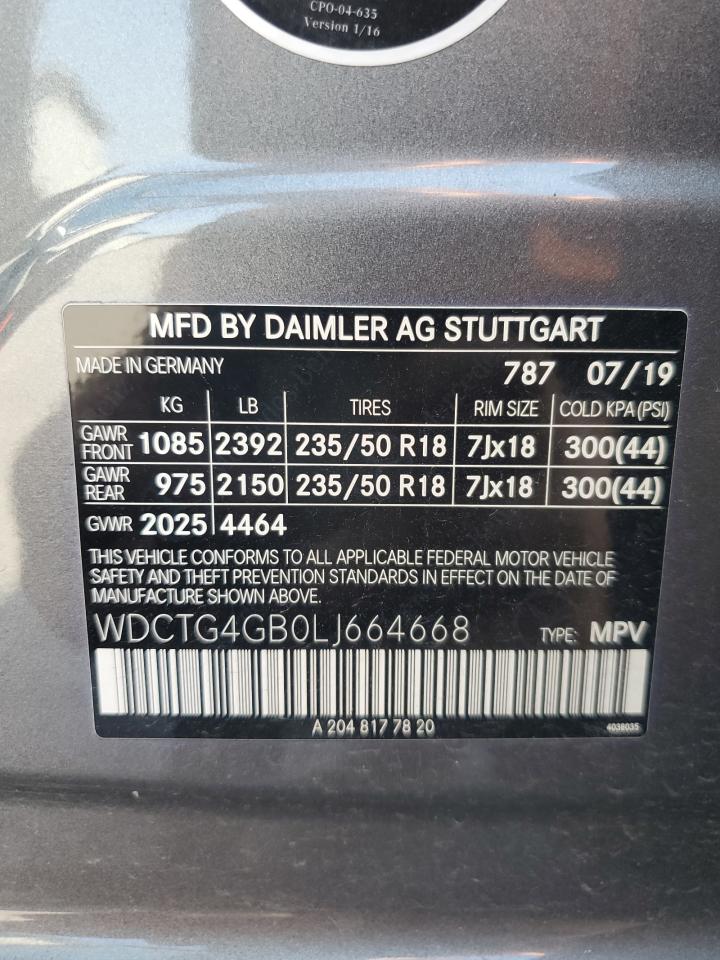 CPO-04-635
Version 1/16
MFD BY DAIMLER AG STUTTGART
MADE IN GERMANY 787 07/19
KG LB TIRES RIM SIZE COLD KPA (PSI)
GAWR FRONT 1085 2392 235/50 R18 7Jx18 300(44)
GAWR REAR 975 2150 235/50 R18 7Jx18 300(44)
GVWR 2025 4464
THIS VEHICLE CONFORMS TO ALL APPLICABLE FEDERAL MOTOR VEHICLE
SAFETY AND THEFT PREVENTION STANDARDS IN EFFECT ON THE DATE OF
MANUFACTURE SHOWN ABOVE.
WDCTG4GB0LJ664668 TYPE: MPV
A 204 817 78 20 4038035